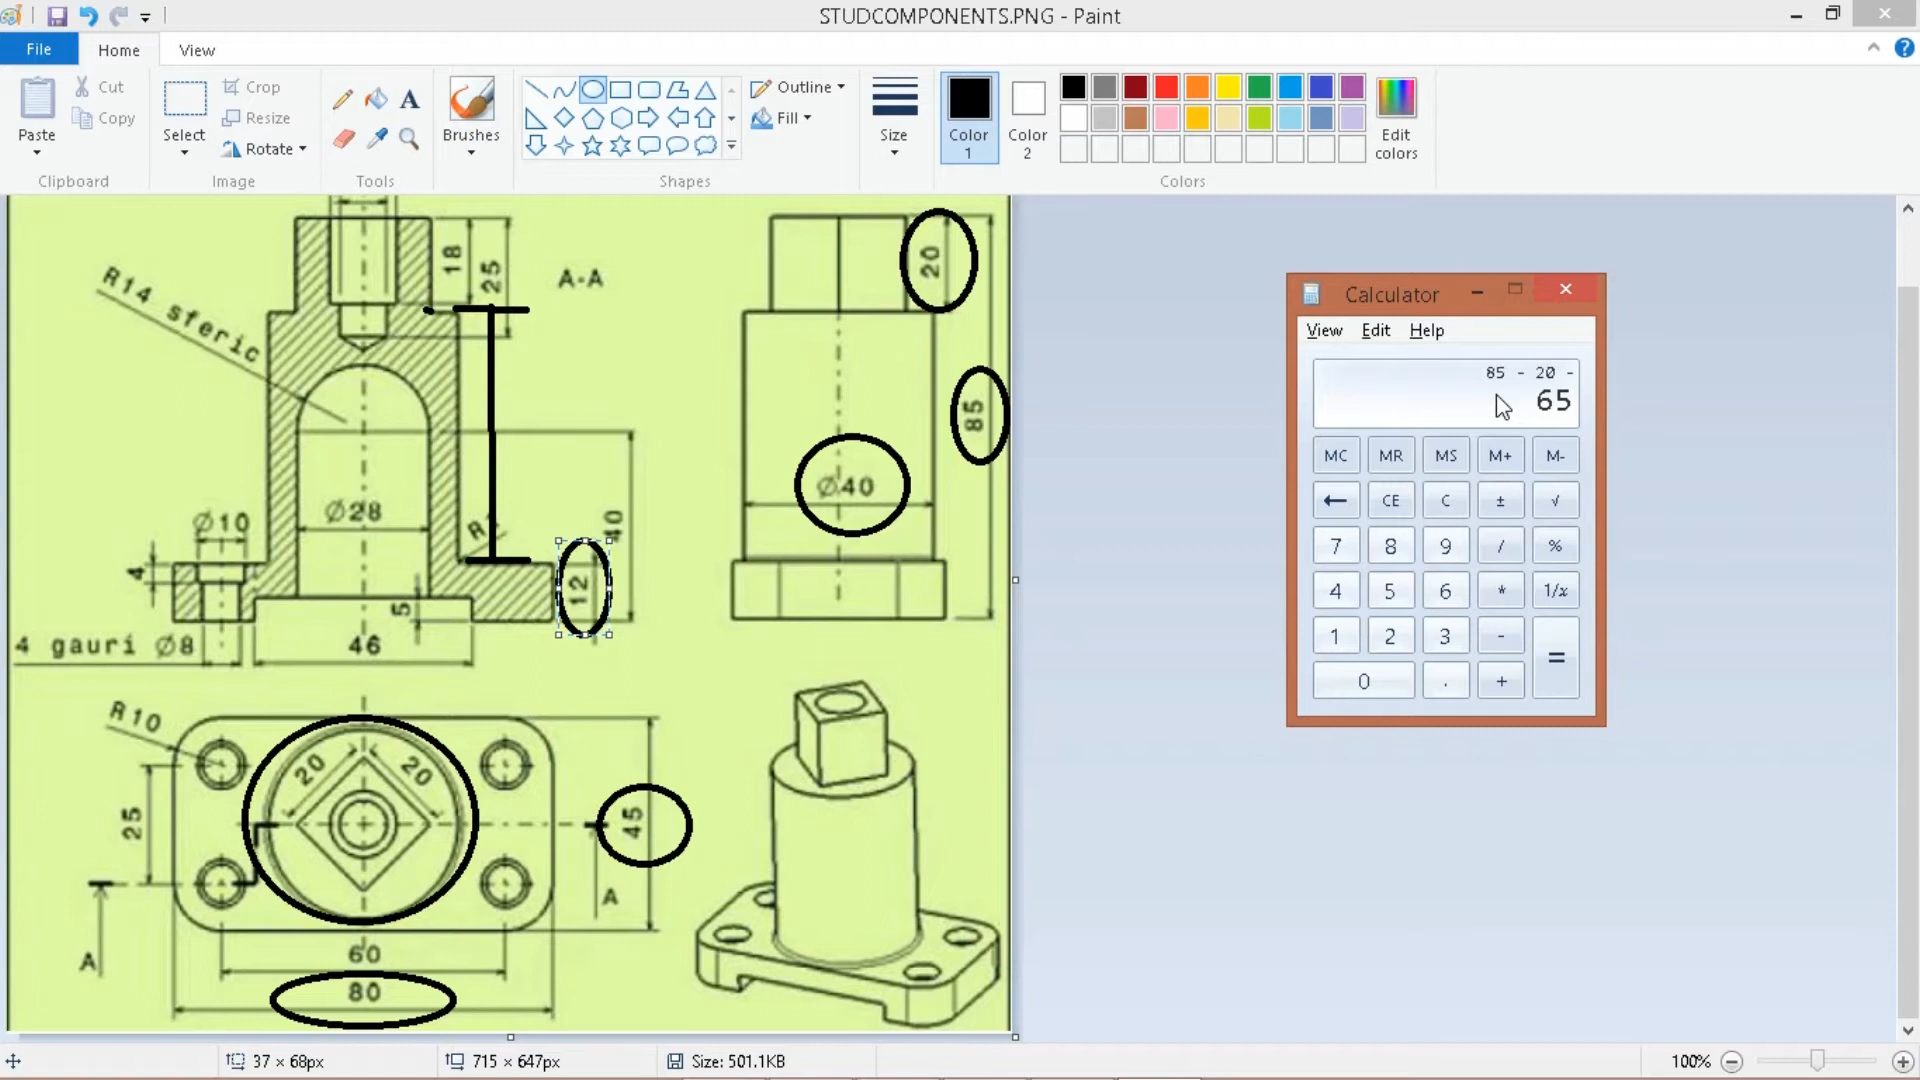 STUDCOMPONENTS.PNG - Paint
File
Home
View
Paste
Cut
Copy
Clipboard
Select
Crop
Resize
Rotate
Image
Tools
Brushes
Shapes
Outline
Fill
Size
Color 1
Color 2
Edit colors
Colors
R14 sferic
18
25
A-A
20
85
Ø40
Ø28
Ø10
40
4
12
5
4 gauri Ø8
46
R10
20
20
25
45
A
A
60
80
Calculator
View Edit Help
85 - 20 -
65
MC MR MS M+ M-
← CE C ± √
7 8 9 / %
4 5 6 * 1/x
1 2 3 - =
0 . +
37 × 68px
715 × 647px
Size: 501.1KB
100%